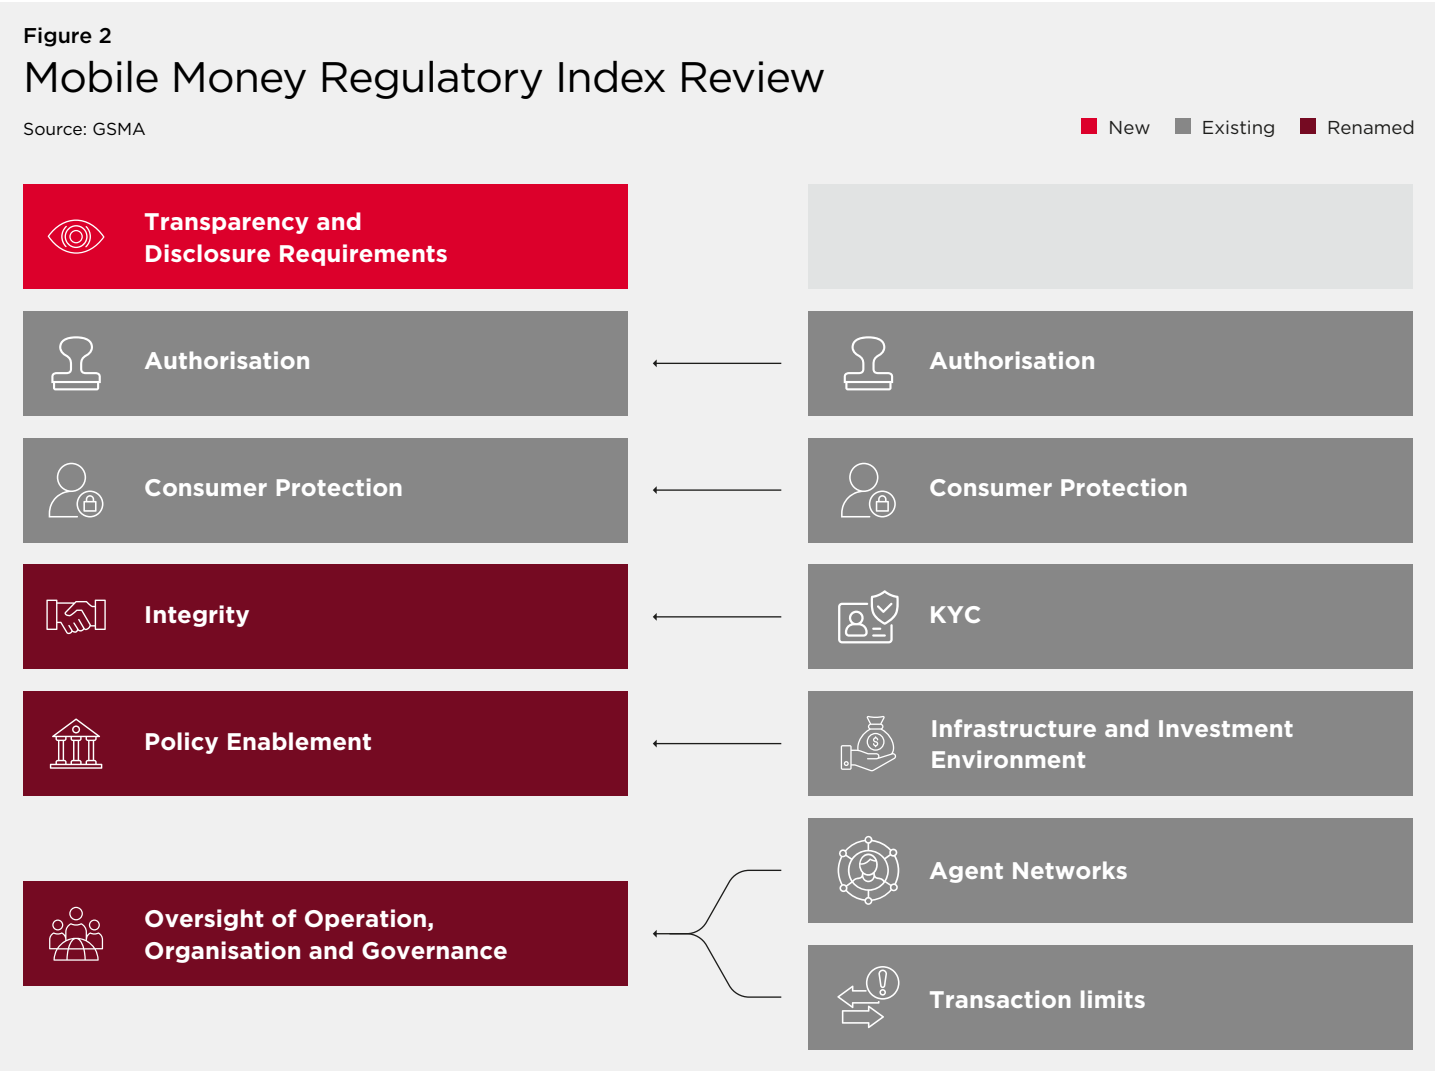 Figure 2
Mobile Money Regulatory Index Review
Source: GSMA
New
Existing
Renamed
Transparency and
Disclosure Requirements
Authorisation
Authorisation
Consumer Protection
Consumer Protection
Integrity
KYC
Policy Enablement
Infrastructure and Investment
Environment
$
Agent Networks
Oversight of Operation,
Organisation and Governance
!
Transaction limits